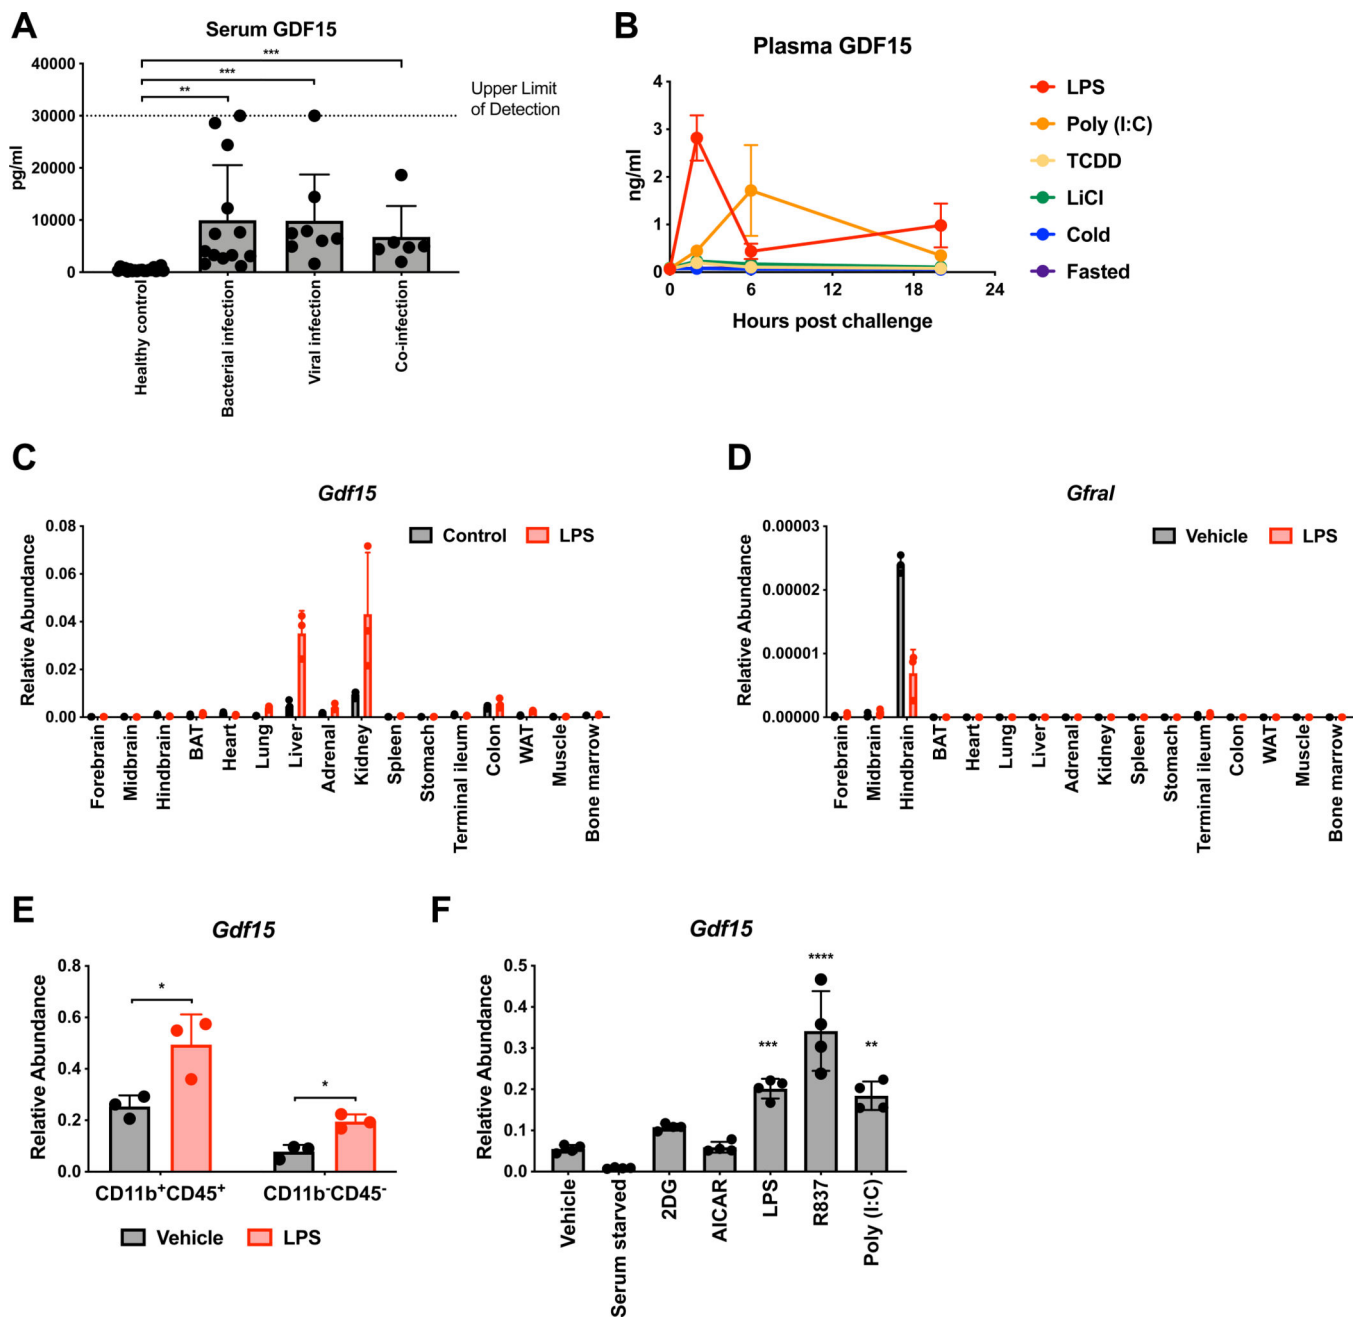 A
Serum GDF15
40000
30000
20000
10000
0
pg/ml
***
***
**
Upper Limit
of Detection
Healthy control
Bacterial infection
Viral infection
Co-infection
B
Plasma GDF15
4
3
2
1
0
ng/ml
0 6 12 18 24
Hours post challenge
LPS
Poly (I:C)
TCDD
LiCl
Cold
Fasted
C
Gdf15
0.08
0.06
0.04
0.02
0.00
Relative Abundance
Control LPS
Forebrain
Midbrain
Hindbrain
BAT
Heart
Lung
Liver
Adrenal
Kidney
Spleen
Stomach
Terminal ileum
Colon
WAT
Muscle
Bone marrow
D
Gfral
0.00003
0.00002
0.00001
0.00000
Relative Abundance
Vehicle LPS
Forebrain
Midbrain
Hindbrain
BAT
Heart
Lung
Liver
Adrenal
Kidney
Spleen
Stomach
Terminal ileum
Colon
WAT
Muscle
Bone marrow
E
Gdf15
0.8
0.6
0.4
0.2
0.0
Relative Abundance
*
*
CD11b⁺CD45⁺ CD11b⁻CD45⁻
Vehicle LPS
F
Gdf15
0.5
0.4
0.3
0.2
0.1
0.0
Relative Abundance
***
****
**
Vehicle
Serum starved
2DG
AICAR
LPS
R837
Poly (I:C)